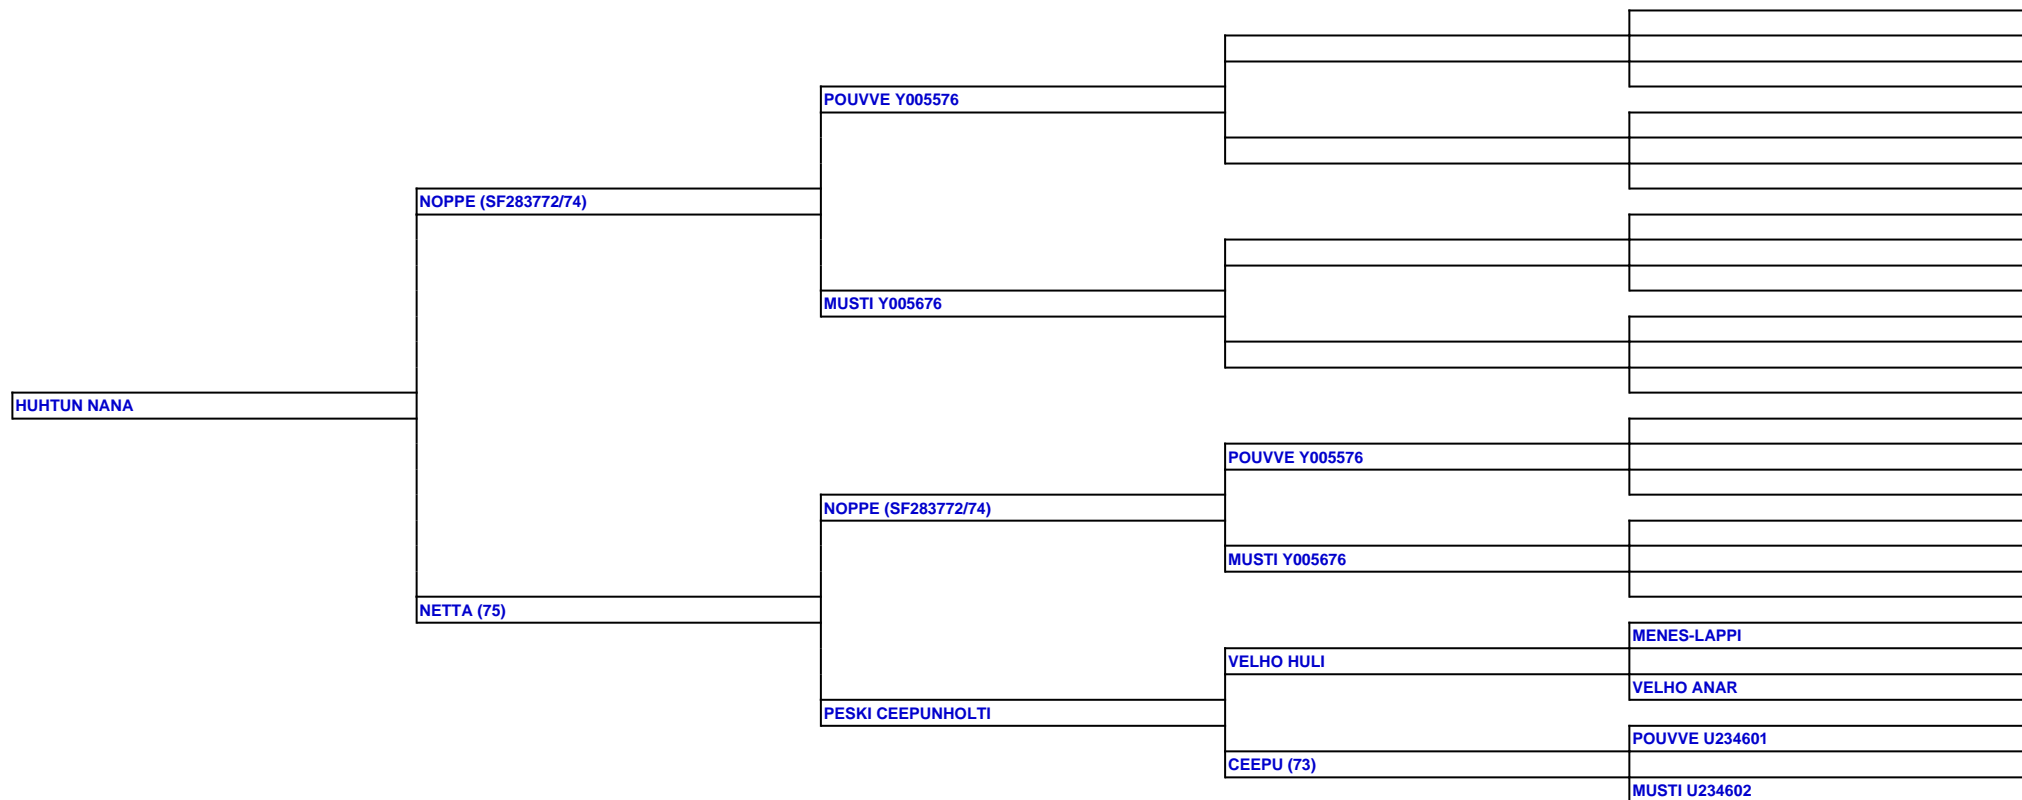 POUVVE Y005576
NOPPE (SF283772/74)
MUSTI Y005676
HUHTUN NANA
POUVVE Y005576
NOPPE (SF283772/74)
MUSTI Y005676
NETTA (75)
MENES-LAPPI
VELHO HULI
VELHO ANAR
PESKI CEEPUNHOLTI
POUVVE U234601
CEEPU (73)
MUSTI U234602